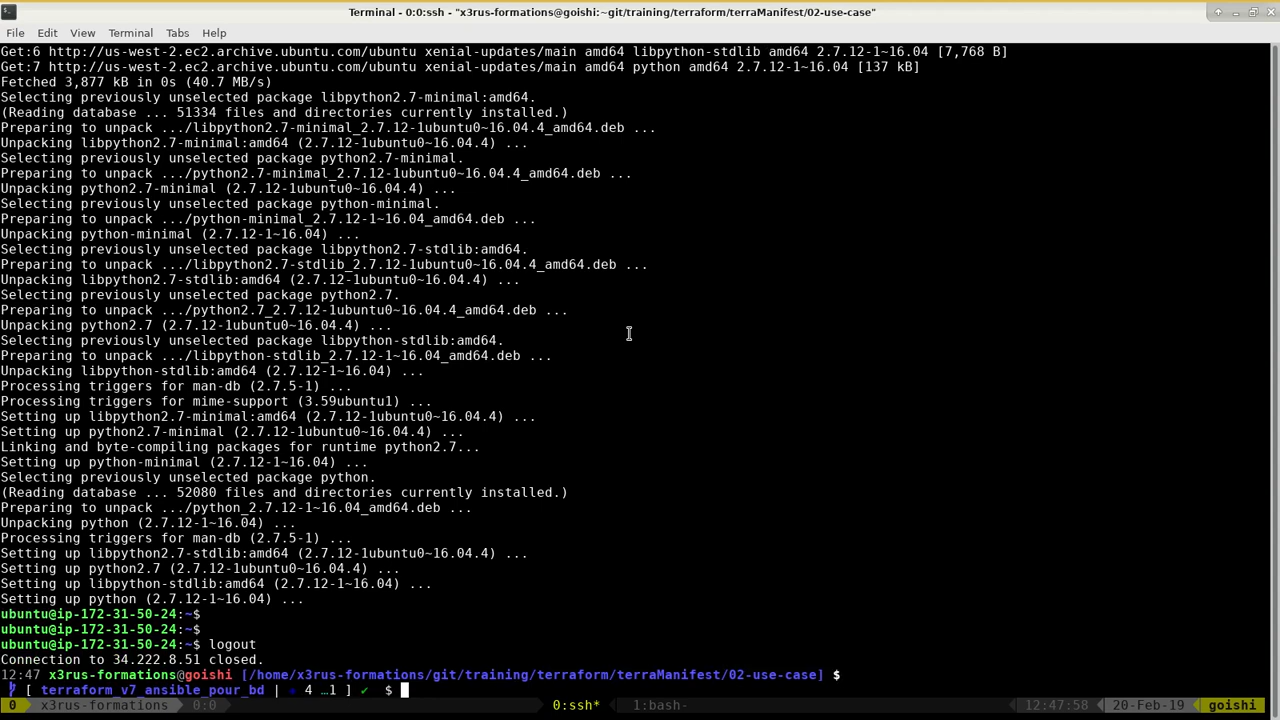 Terminal - 0:0:ssh - "x3rus-formations@goishi:~git/training/terraform/terraManifest/02-use-case"
File Edit View Terminal Tabs Help
Get:6 http://us-west-2.ec2.archive.ubuntu.com/ubuntu xenial-updates/main amd64 libpython-stdlib amd64 2.7.12-1~16.04 [7,768 B]
Get:7 http://us-west-2.ec2.archive.ubuntu.com/ubuntu xenial-updates/main amd64 python amd64 2.7.12-1~16.04 [137 kB]
Fetched 3,877 kB in 0s (40.7 MB/s)
Selecting previously unselected package libpython2.7-minimal:amd64.
(Reading database ... 51334 files and directories currently installed.)
Preparing to unpack .../libpython2.7-minimal_2.7.12-1ubuntu0~16.04.4_amd64.deb ...
Unpacking libpython2.7-minimal:amd64 (2.7.12-1ubuntu0~16.04.4) ...
Selecting previously unselected package python2.7-minimal.
Preparing to unpack .../python2.7-minimal_2.7.12-1ubuntu0~16.04.4_amd64.deb ...
Unpacking python2.7-minimal (2.7.12-1ubuntu0~16.04.4) ...
Selecting previously unselected package python-minimal.
Preparing to unpack .../python-minimal_2.7.12-1~16.04_amd64.deb ...
Unpacking python-minimal (2.7.12-1~16.04) ...
Selecting previously unselected package libpython2.7-stdlib:amd64.
Preparing to unpack .../libpython2.7-stdlib_2.7.12-1ubuntu0~16.04.4_amd64.deb ...
Unpacking libpython2.7-stdlib:amd64 (2.7.12-1ubuntu0~16.04.4) ...
Selecting previously unselected package python2.7.
Preparing to unpack .../python2.7_2.7.12-1ubuntu0~16.04.4_amd64.deb ...
Unpacking python2.7 (2.7.12-1ubuntu0~16.04.4) ...
Selecting previously unselected package libpython-stdlib:amd64.
Preparing to unpack .../libpython-stdlib_2.7.12-1~16.04_amd64.deb ...
Unpacking libpython-stdlib:amd64 (2.7.12-1~16.04) ...
Processing triggers for man-db (2.7.5-1) ...
Processing triggers for mime-support (3.59ubuntu1) ...
Setting up libpython2.7-minimal:amd64 (2.7.12-1ubuntu0~16.04.4) ...
Setting up python2.7-minimal (2.7.12-1ubuntu0~16.04.4) ...
Linking and byte-compiling packages for runtime python2.7...
Setting up python-minimal (2.7.12-1~16.04) ...
Selecting previously unselected package python.
(Reading database ... 52080 files and directories currently installed.)
Preparing to unpack .../python_2.7.12-1~16.04_amd64.deb ...
Unpacking python (2.7.12-1~16.04) ...
Processing triggers for man-db (2.7.5-1) ...
Setting up libpython2.7-stdlib:amd64 (2.7.12-1ubuntu0~16.04.4) ...
Setting up python2.7 (2.7.12-1ubuntu0~16.04.4) ...
Setting up libpython-stdlib:amd64 (2.7.12-1~16.04) ...
Setting up python (2.7.12-1~16.04) ...
ubuntu@ip-172-31-50-24:~$
ubuntu@ip-172-31-50-24:~$
ubuntu@ip-172-31-50-24:~$ logout
Connection to 34.222.8.51 closed.
12:47 x3rus-formations@goishi [/home/x3rus-formations/git/training/terraform/terraManifest/02-use-case] $
[ terraform_v7_ansible_pour_bd | 4 …1 ] ✔ $
0 x3rus-formations 0:0 0:ssh* 1:bash- 12:47:58 20-Feb-19 goishi